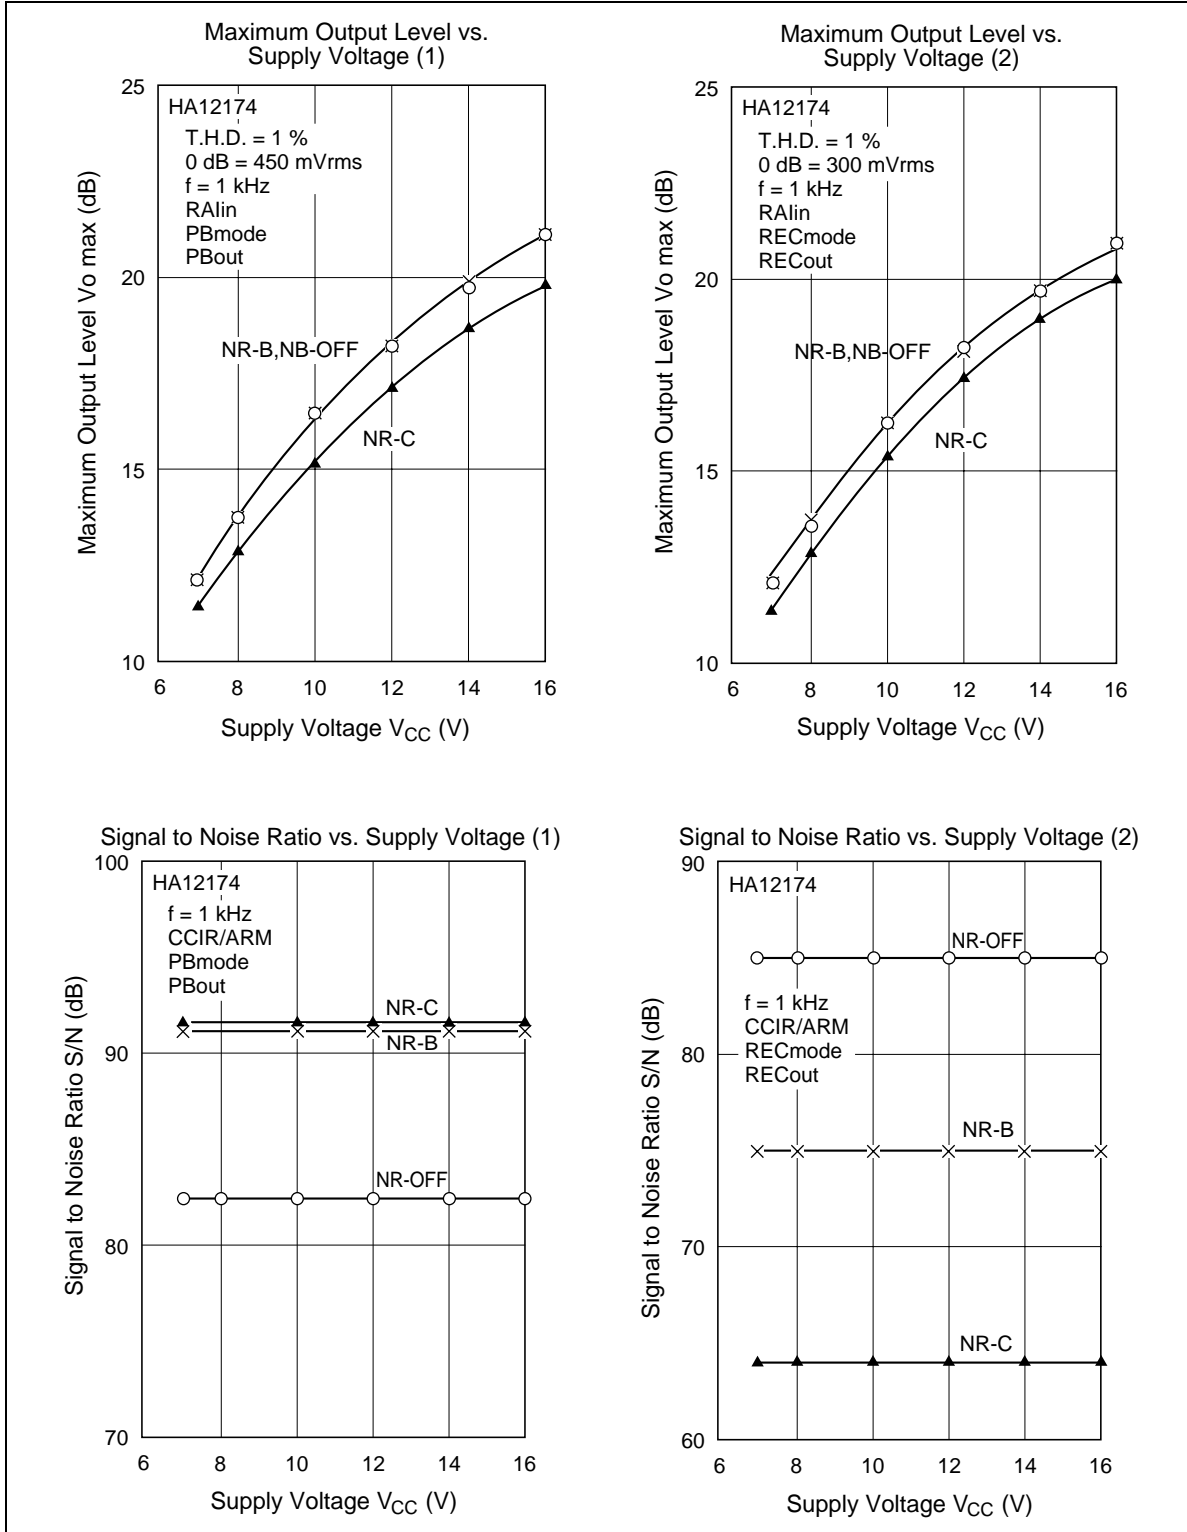 Maximum Output Level vs.
Supply Voltage (1)
25
20
15
10
Maximum Output Level Vo max (dB)
HA12174
T.H.D. = 1 %
0 dB = 450 mVrms
f = 1 kHz
RAIin
PBmode
PBout
NR-B,NB-OFF
NR-C
6 8 10 12 14 16
Supply Voltage VCC (V)
Maximum Output Level vs.
Supply Voltage (2)
25
20
15
10
Maximum Output Level Vo max (dB)
HA12174
T.H.D. = 1 %
0 dB = 300 mVrms
f = 1 kHz
RAIin
RECmode
RECout
NR-B,NB-OFF
NR-C
6 8 10 12 14 16
Supply Voltage VCC (V)
Signal to Noise Ratio vs. Supply Voltage (1)
100
90
80
70
Signal to Noise Ratio S/N (dB)
HA12174
f = 1 kHz
CCIR/ARM
PBmode
PBout
NR-C
NR-B
NR-OFF
6 8 10 12 14 16
Supply Voltage VCC (V)
Signal to Noise Ratio vs. Supply Voltage (2)
90
80
70
60
Signal to Noise Ratio S/N (dB)
HA12174
NR-OFF
f = 1 kHz
CCIR/ARM
RECmode
RECout
NR-B
NR-C
6 8 10 12 14 16
Supply Voltage VCC (V)